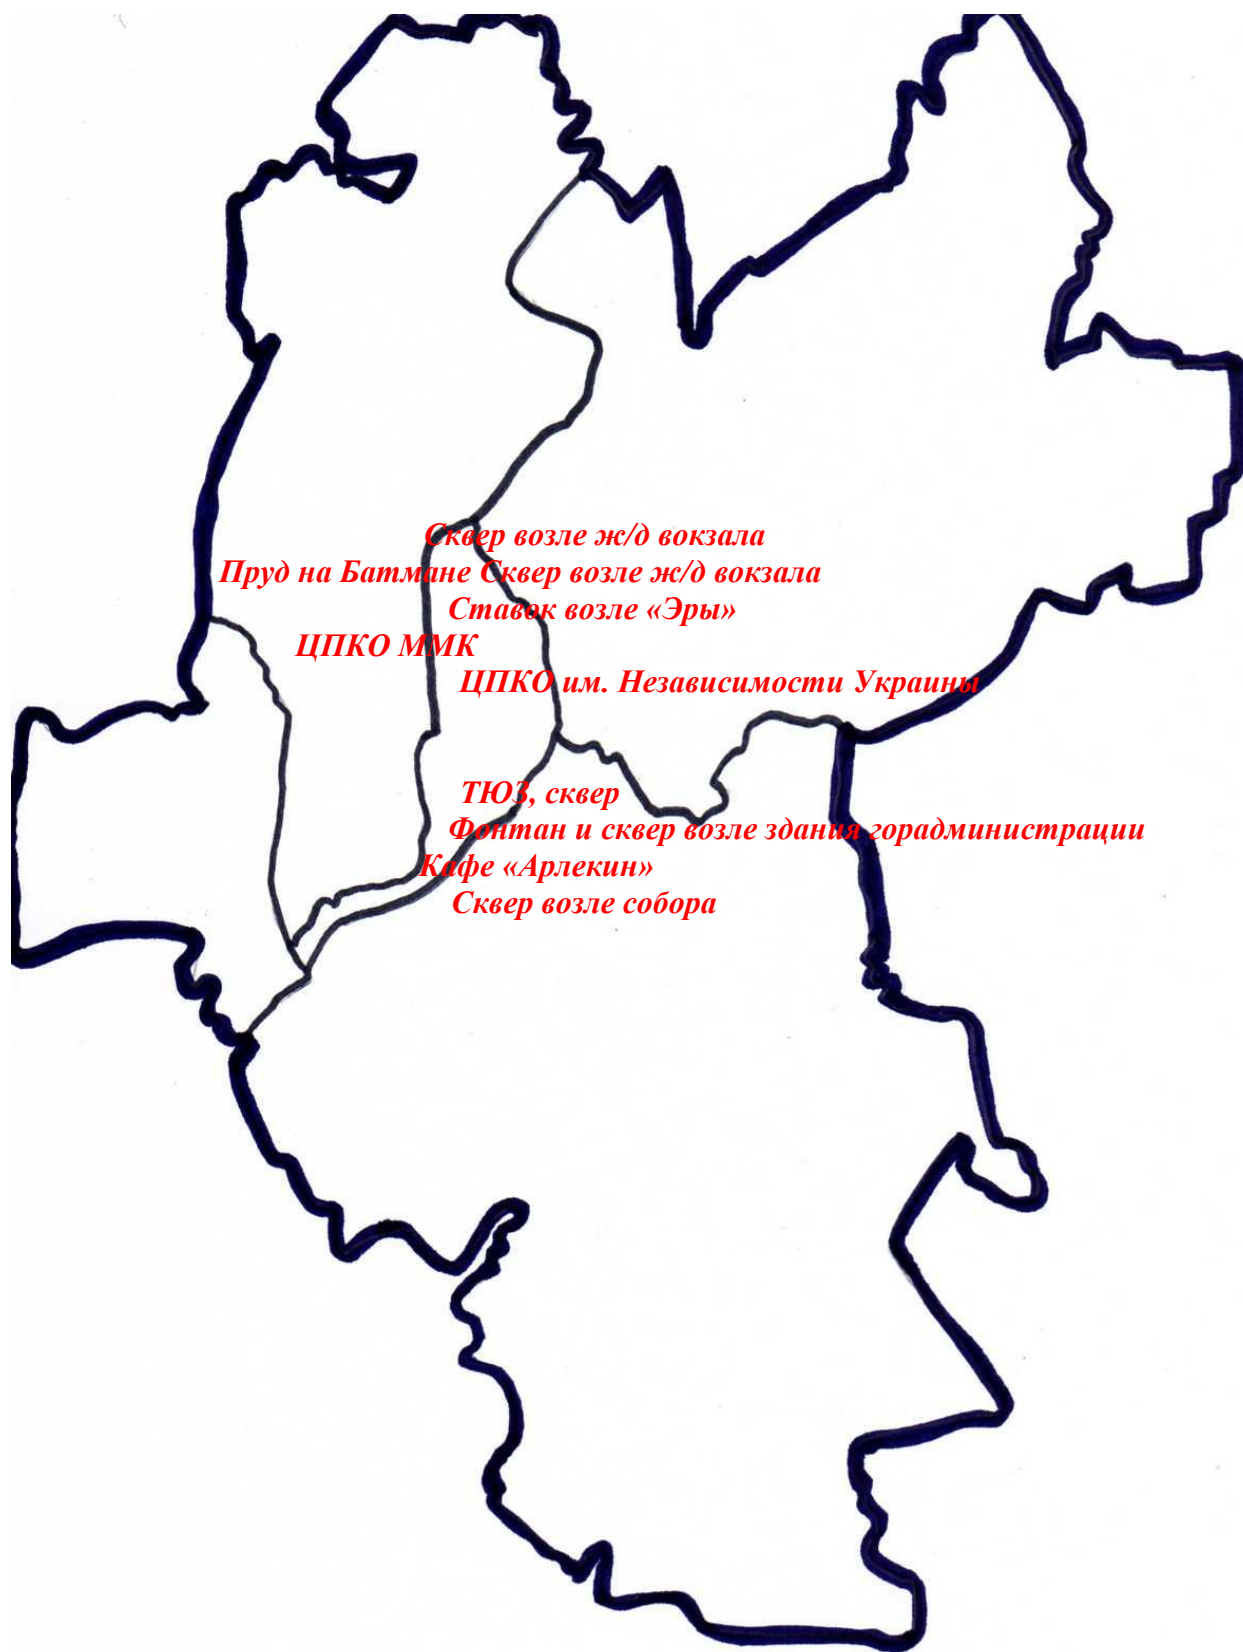 Сквер возле ж/д вокзала
Пруд на Батмане Сквер возле ж/д вокзала
Ставок возле «Эры»
ЦПКО ММК
ЦПКО им. Независимости Украины
ТЮЗ, сквер
Фонтан и сквер возле здания горадминистрации
Кафе «Арлекин»
Сквер возле собора